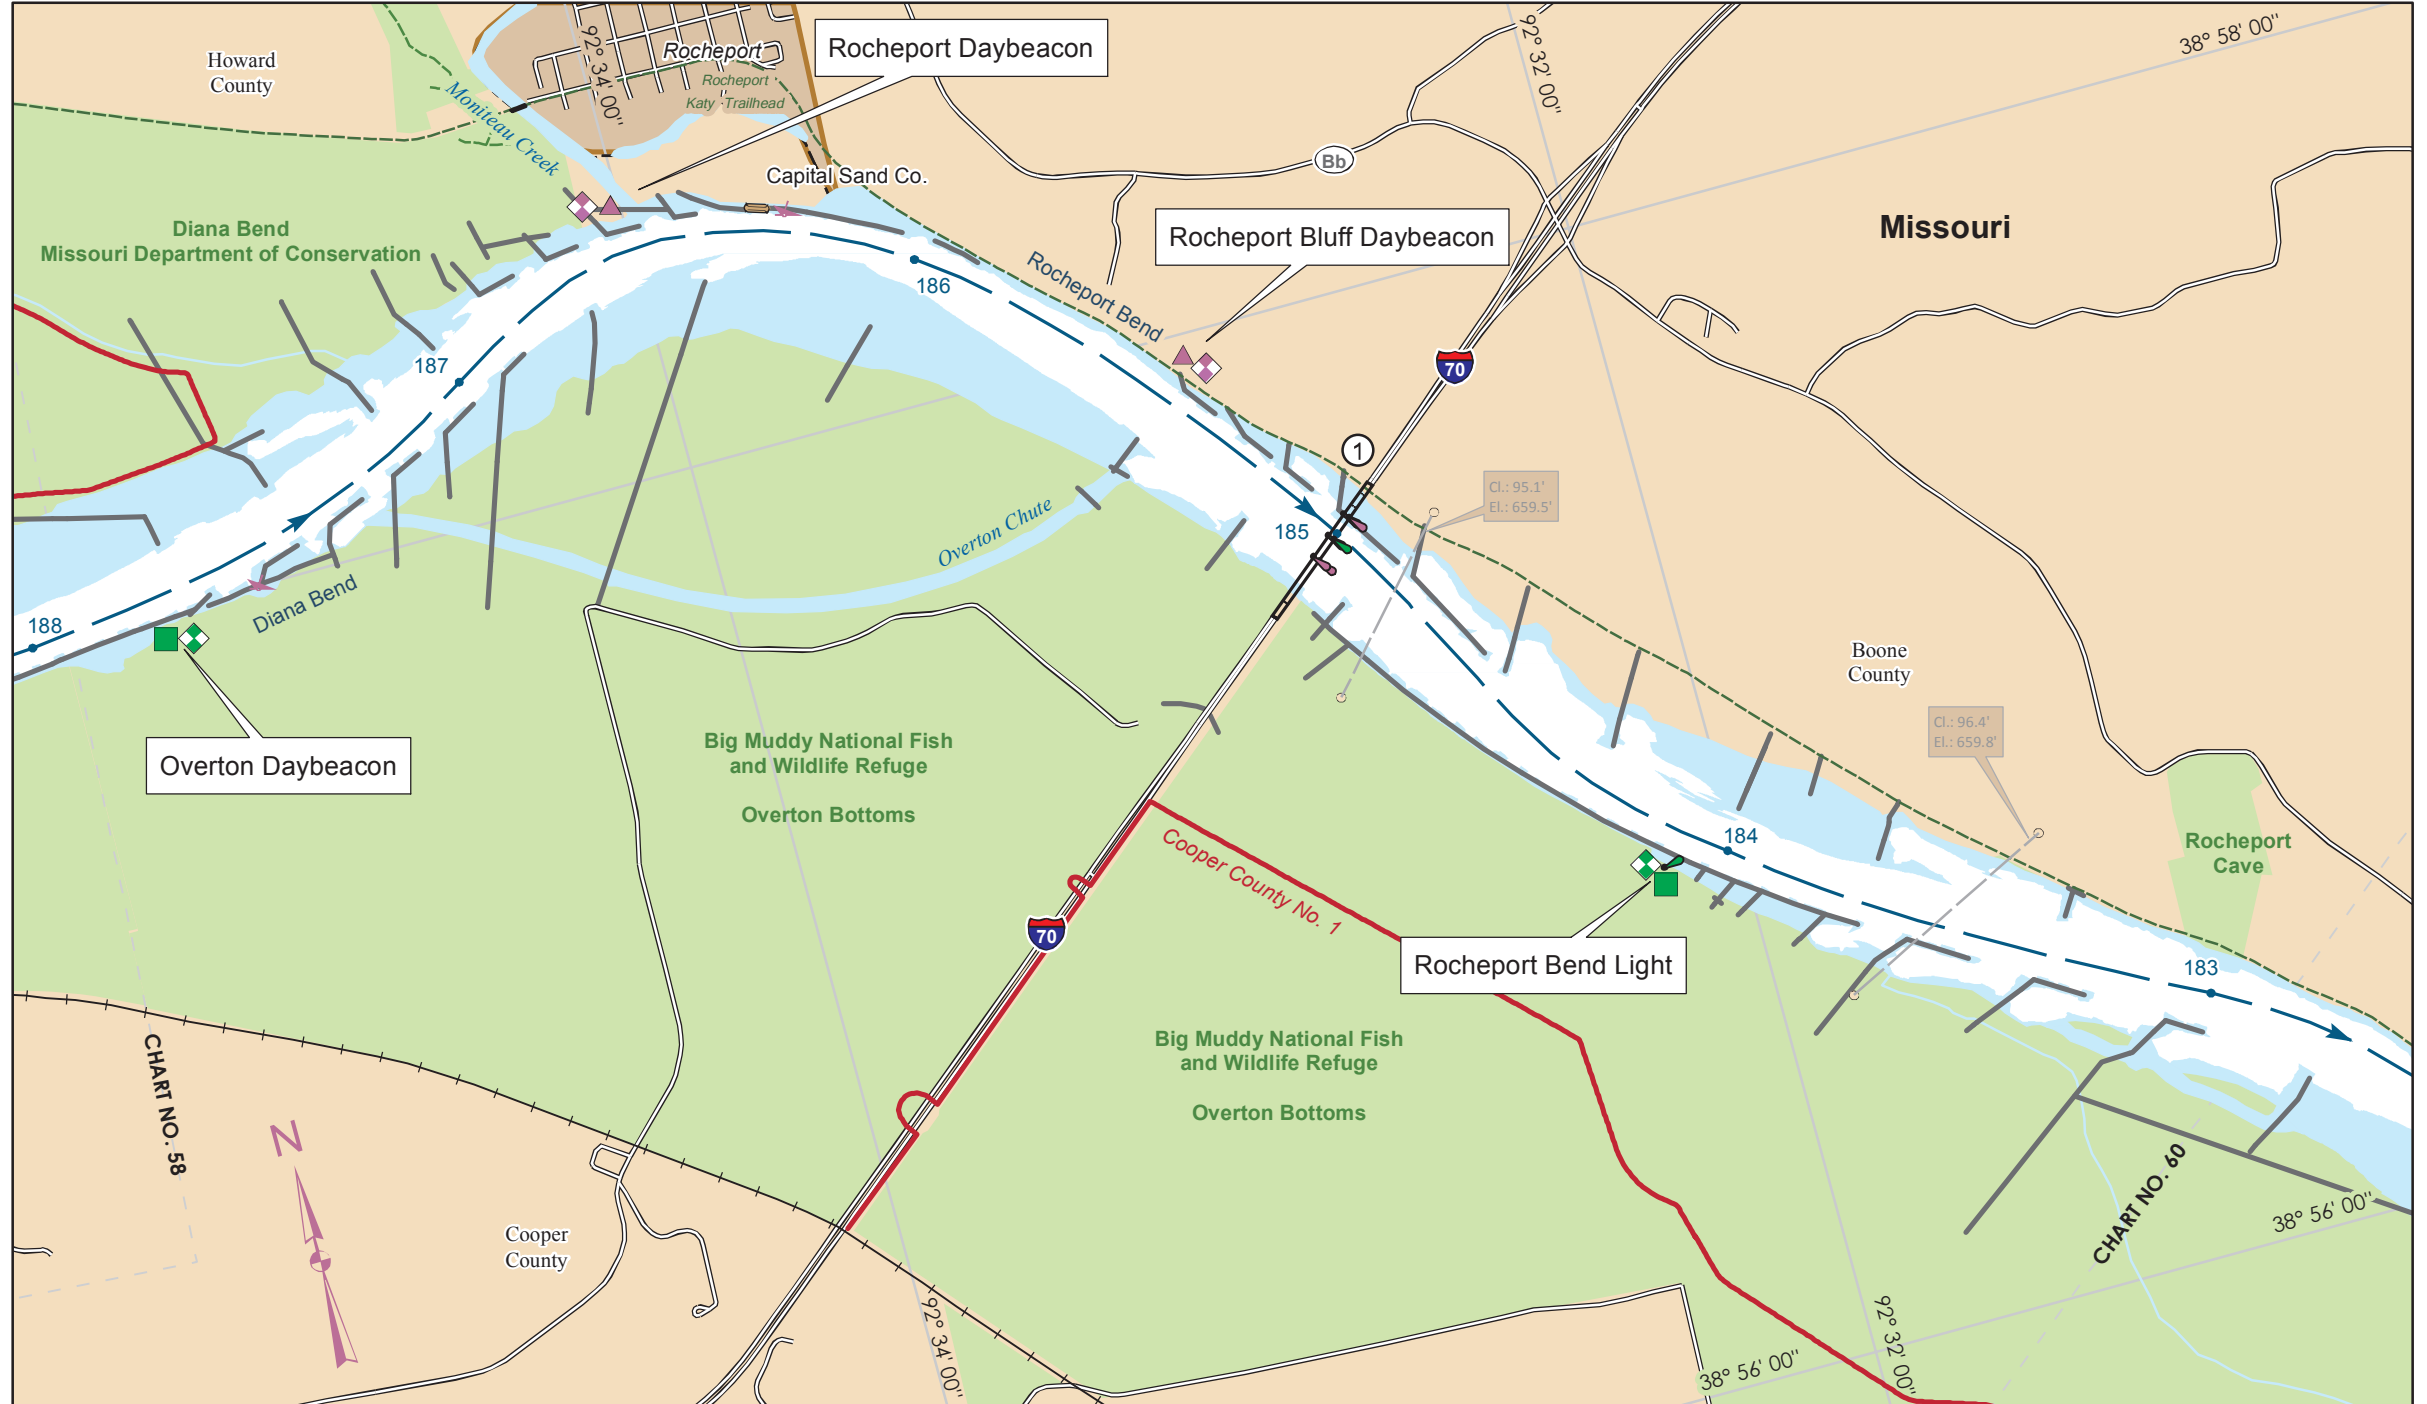 Howard
County
Rocheport
Rocheport
Katy Trailhead
92° 34' 00"
Rocheport Daybeacon
92° 32' 00"
38° 58' 00"
Moniteau Creek
Capital Sand Co.
Bb
Diana Bend
Missouri Department of Conservation
Missouri
Rocheport Bluff Daybeacon
Rocheport Bend
186
187
70
1
Cl.: 95.1'
El.: 659.5'
185
Overton Chute
Diana Bend
188
Overton Daybeacon
Boone
County
Big Muddy National Fish
and Wildlife Refuge
Overton Bottoms
Cl.: 96.4'
El.: 659.8'
184
Rocheport
Cave
Cooper County No. 1
70
Rocheport Bend Light
183
Big Muddy National Fish
and Wildlife Refuge
Overton Bottoms
CHART NO. 58
N
CHART NO. 60
Cooper
County
38° 56' 00"
92° 34' 00"
92° 32' 00"
38° 56' 00"